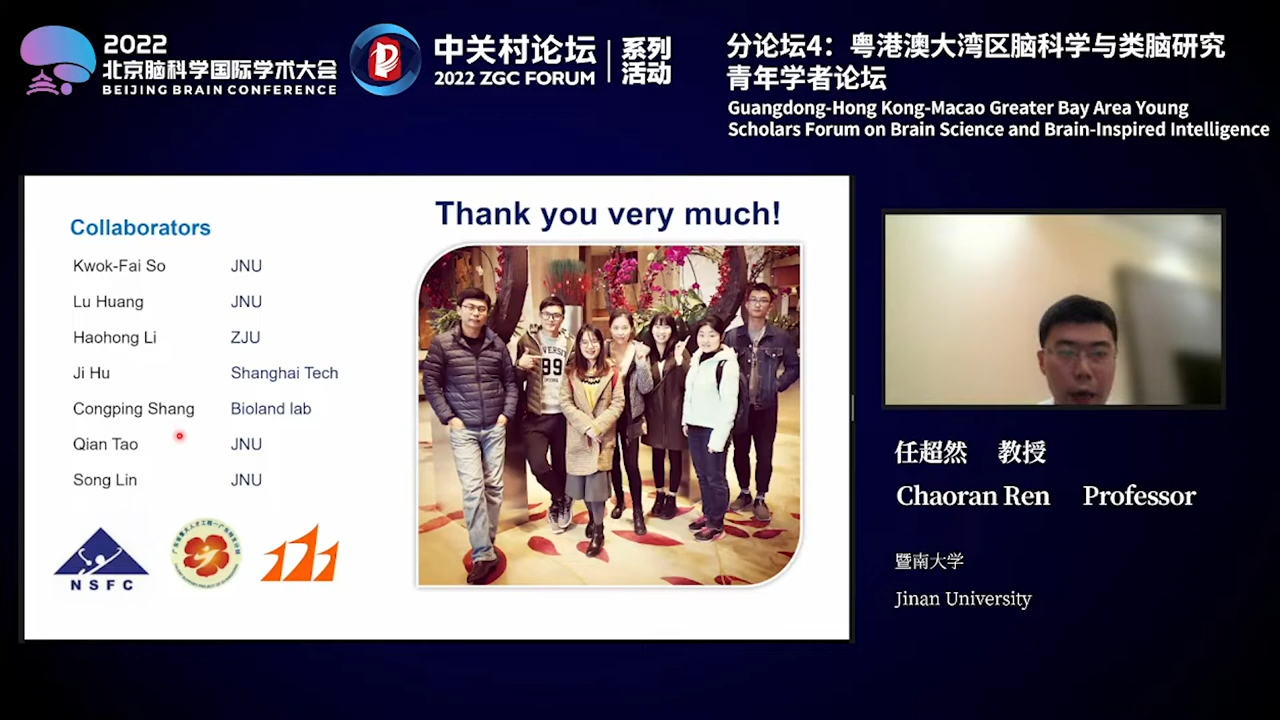 2022
北京脑科学国际学术大会
BEIJING BRAIN CONFERENCE
中关村论坛
2022 ZGC FORUM
系列
活动
分论坛4：粤港澳大湾区脑科学与类脑研究
青年学者论坛
Guangdong-Hong Kong-Macao Greater Bay Area Young
Scholars Forum on Brain Science and Brain-Inspired Intelligence
Thank you very much!
Collaborators
Kwok-Fai So JNU
Lu Huang JNU
Haohong Li ZJU
Ji Hu Shanghai Tech
Congping Shang Bioland lab
Qian Tao JNU
Song Lin JNU
99
NSFC
任超然 教授
Chaoran Ren Professor
暨南大学
Jinan University